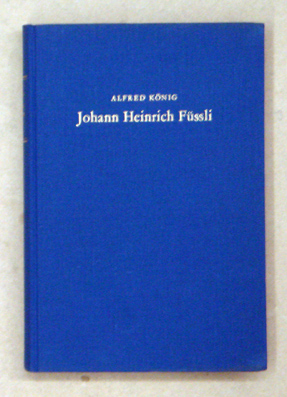 ALFRED KÖNIG
Johann Heinrich Füssli